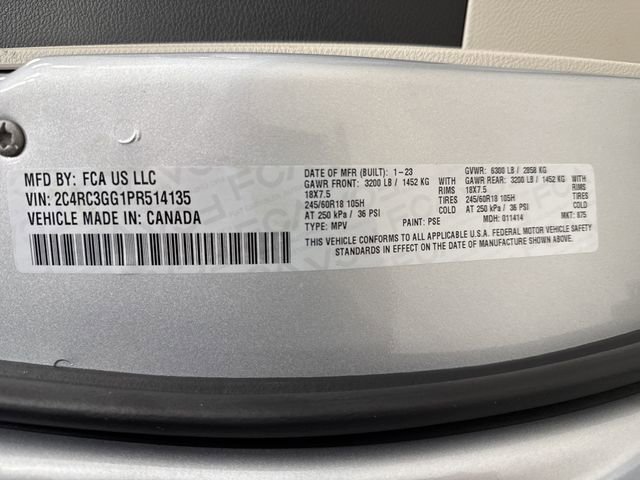 MFD BY: FCA US LLC
VIN: 2C4RC3GG1PR514135
VEHICLE MADE IN: CANADA
DATE OF MFR (BUILT): 1-23
GAWR FRONT: 3200 LB / 1452 KG WITH
18X7.5 RIMS
245/60R18 105H TIRES
AT 250 kPa / 36 PSI COLD
TYPE: MPV PAINT: PSE
GVWR: 6300 LB / 2858 KG
GAWR REAR: 3200 LB / 1452 KG WITH
18X7.5 RIMS
245/60R18 105H TIRES
AT 250 kPa / 36 PSI COLD
MDH: 011414 MKT: 875
THIS VEHICLE CONFORMS TO ALL APPLICABLE U.S.A. FEDERAL MOTOR VEHICLE SAFETY
STANDARDS IN EFFECT ON THE DATE OF MANUFACTURE SHOWN ABOVE.